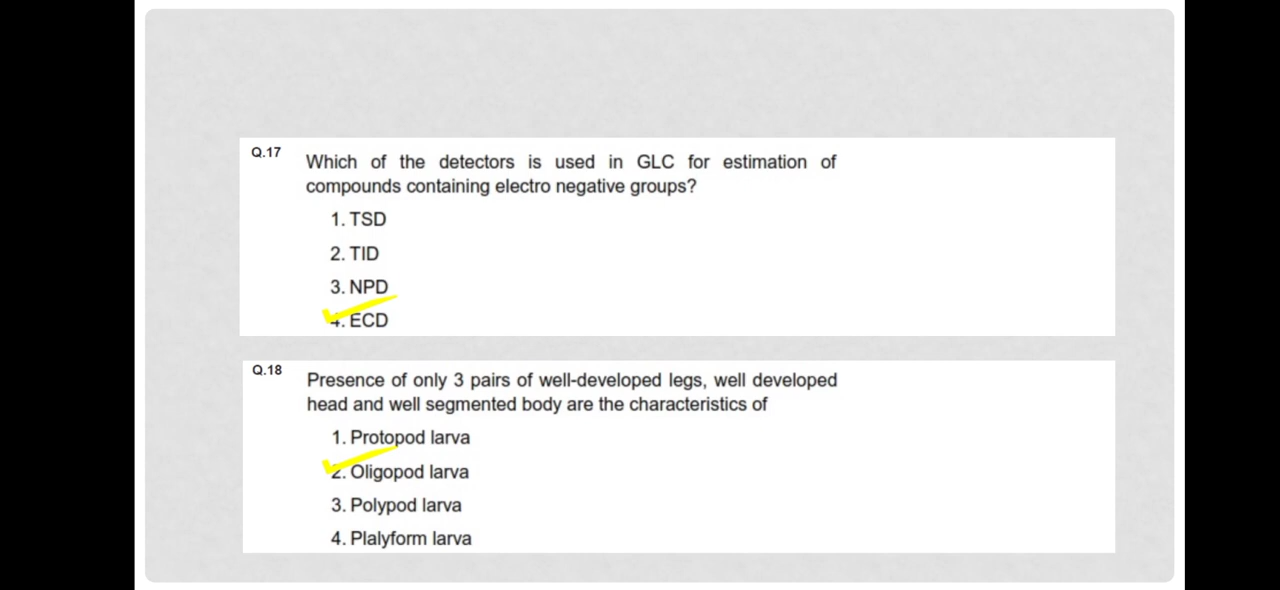 Q.17
Which of the detectors is used in GLC for estimation of
compounds containing electro negative groups?
1. TSD
2. TID
3. NPD
4. ECD
Q.18
Presence of only 3 pairs of well-developed legs, well developed
head and well segmented body are the characteristics of
1. Protopod larva
2. Oligopod larva
3. Polypod larva
4. Plalyform larva